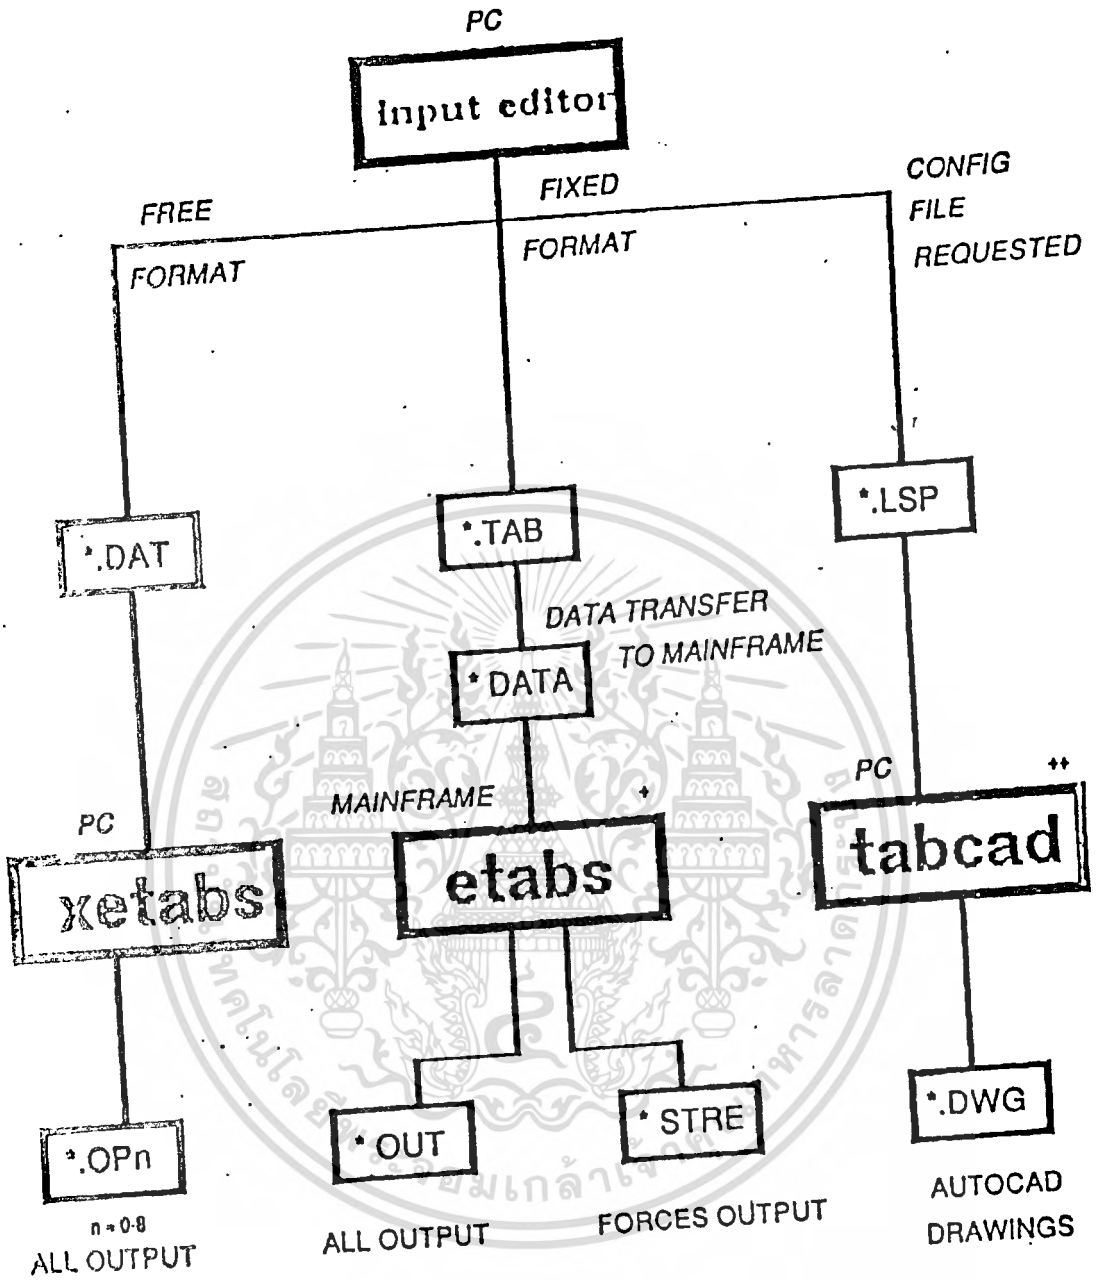 PC
Input editor
FREE
FORMAT
FIXED
FORMAT
CONFIG
FILE
REQUESTED
*.DAT
*.TAB
*.LSP
DATA TRANSFER
TO MAINFRAME
* DATA
PC
xetabs
MAINFRAME
+
etabs
PC
++
tabcad
*.OPn
n=0-8
ALL OUTPUT
* OUT
ALL OUTPUT
* STRE
FORCES OUTPUT
*.DWG
AUTOCAD
DRAWINGS